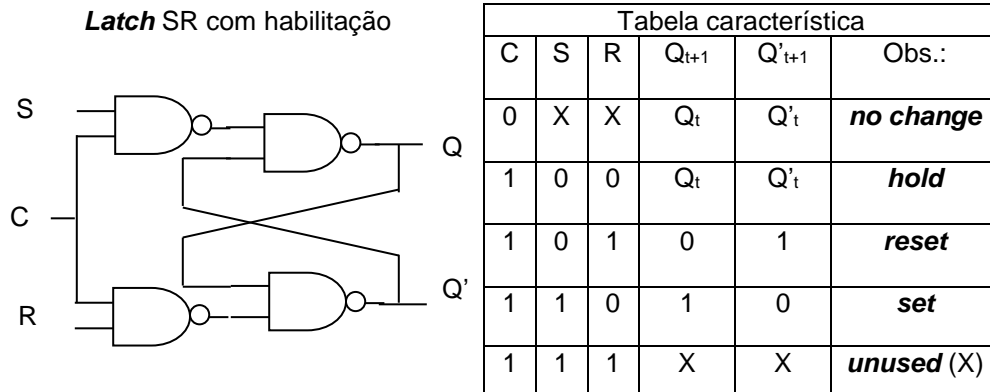 Latch SR com habilitação
S
C
R
Q
Q'
Tabela característica
C S R Qt+1 Q’t+1 Obs.:
0 X X Qt Q’t no change
1 0 0 Qt Q’t hold
1 0 1 0 1 reset
1 1 0 1 0 set
1 1 1 X X unused (X)